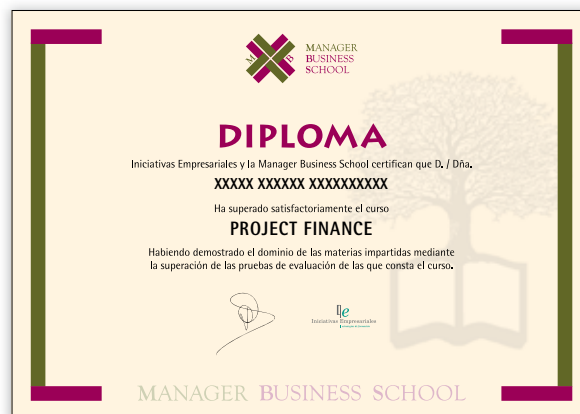 M B
MANAGER
BUSINESS
SCHOOL
DIPLOMA
Iniciativas Empresariales y la Manager Business School certifican que D. / Dña.
XXXXX XXXXXX XXXXXXXXXX
Ha superado satisfactoriamente el curso
PROJECT FINANCE
Habiendo demostrado el dominio de las materias impartidas mediante
la superación de las pruebas de evaluación de las que consta el curso.
Iniciativas Empresariales
MANAGER BUSINESS SCHOOL